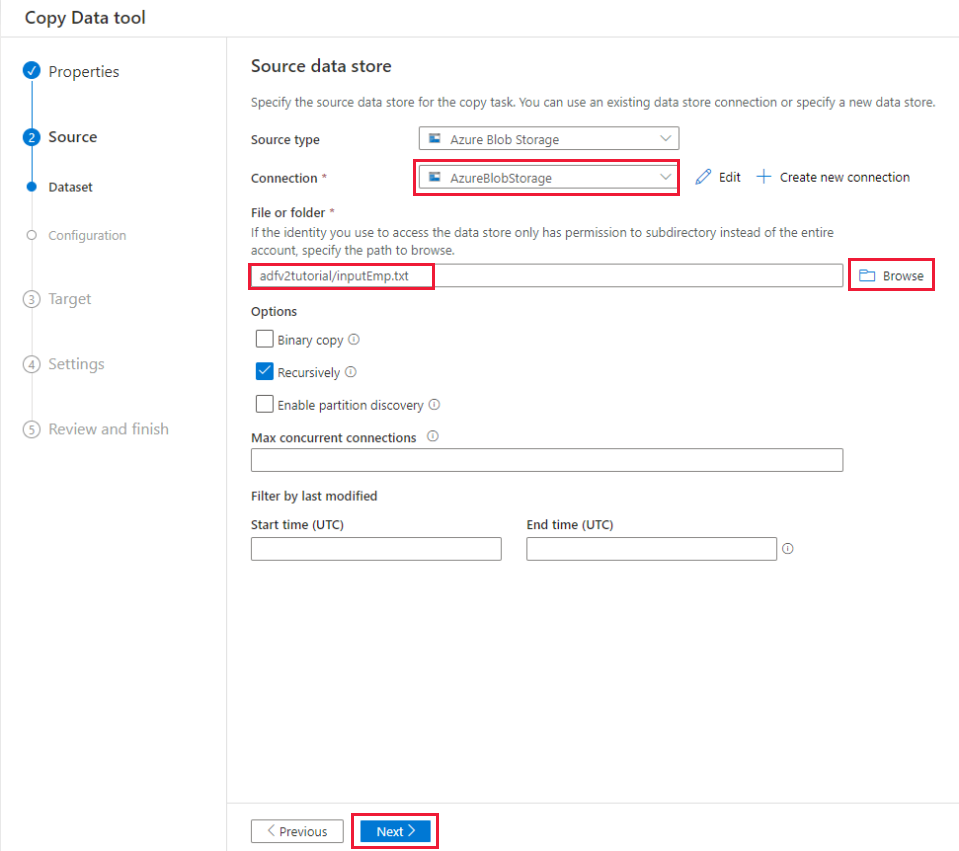 Copy Data tool
Properties
2 Source
Dataset
Configuration
3 Target
4 Settings
5 Review and finish
Source data store
Specify the source data store for the copy task. You can use an existing data store connection or specify a new data store.
Source type Azure Blob Storage
Connection * AzureBlobStorage Edit Create new connection
File or folder *
If the identity you use to access the data store only has permission to subdirectory instead of the entire
account, specify the path to browse.
adfv2tutorial/inputEmp.txt Browse
Options
Binary copy
Recursively
Enable partition discovery
Max concurrent connections
Filter by last modified
Start time (UTC) End time (UTC)
Previous Next